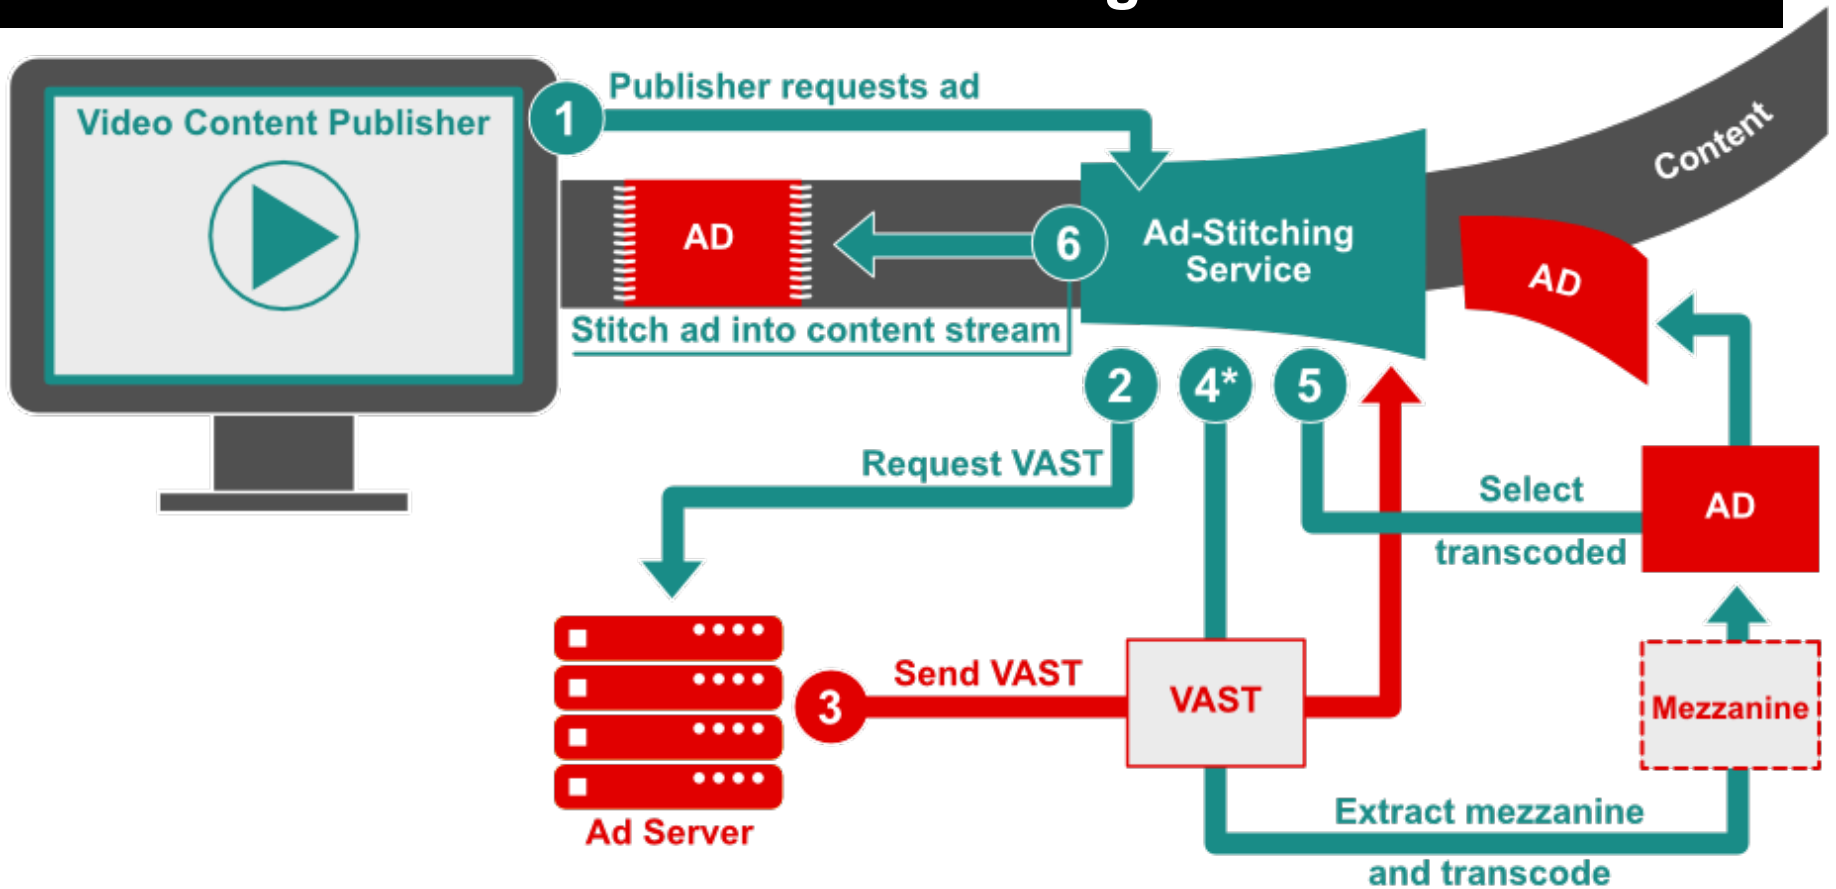 Video Content Publisher
1
Publisher requests ad
Content
AD
6
Ad-Stitching
Service
AD
Stitch ad into content stream
2
4*
5
Request VAST
Select
transcoded
AD
3
Send VAST
VAST
Mezzanine
Ad Server
Extract mezzanine
and transcode